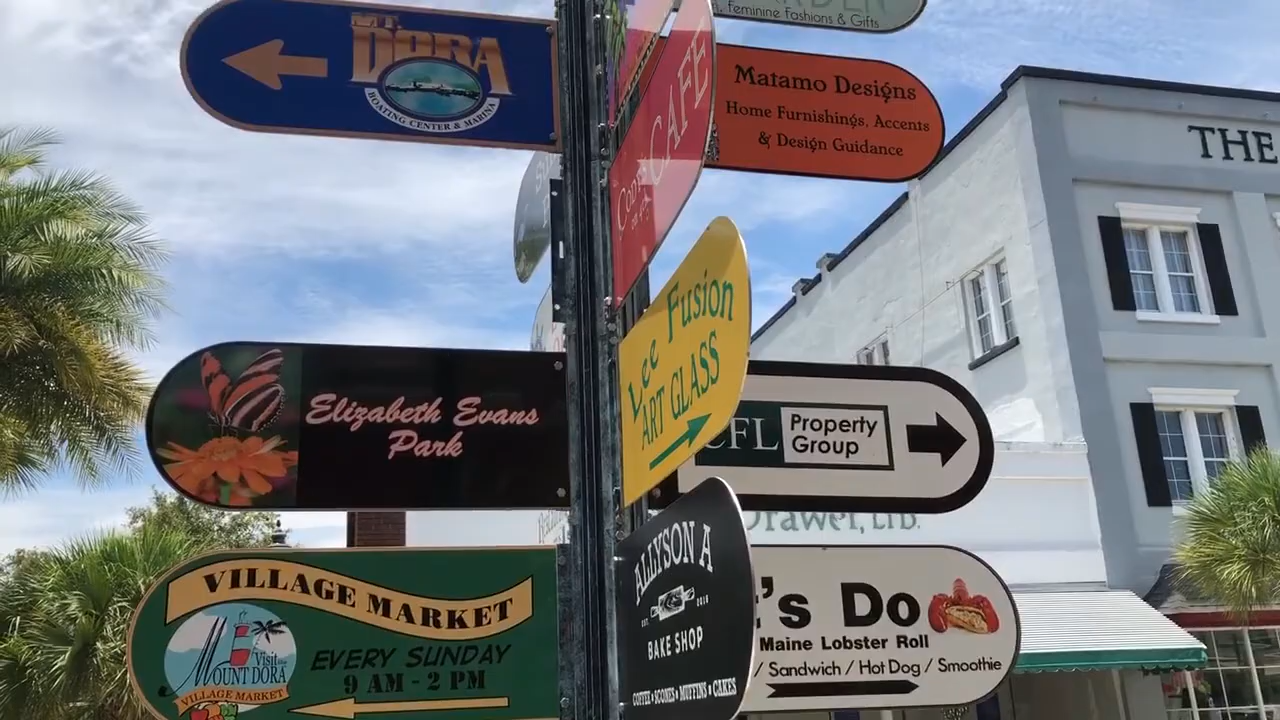 Feminine Fashions & Gifts
MT.
DORA
BOATING CENTER & MARINA
CAFE
Matamo Designs
Home Furnishings, Accents
& Design Guidance
THE
Lee Fusion
ART GLASS
Elizabeth Evans
Park
CFL
Property
Group
Drawer, LTD.
VILLAGE MARKET
Visit
MOUNT DORA
VILLAGE MARKET
EVERY SUNDAY
9 AM - 2 PM
ALLYSON A
EST. 2016
BAKE SHOP
COFFEE • SCONES • MUFFINS • CAKES
's Do
Maine Lobster Roll
/ Sandwich / Hot Dog / Smoothie